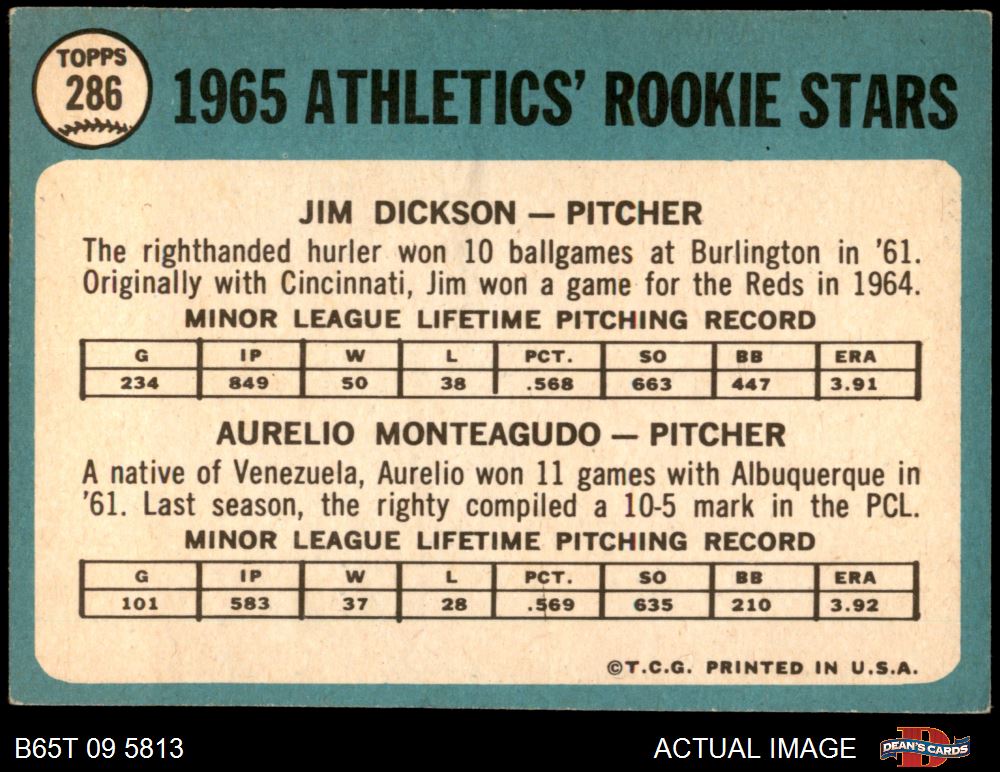 TOPPS
286
1965 ATHLETICS' ROOKIE STARS
JIM DICKSON — PITCHER
The righthanded hurler won 10 ballgames at Burlington in '61.
Originally with Cincinnati, Jim won a game for the Reds in 1964.
MINOR LEAGUE LIFETIME PITCHING RECORD
G IP W L PCT. SO BB ERA
234 849 50 38 .568 663 447 3.91
AURELIO MONTEAGUDO — PITCHER
A native of Venezuela, Aurelio won 11 games with Albuquerque in
'61. Last season, the righty compiled a 10-5 mark in the PCL.
MINOR LEAGUE LIFETIME PITCHING RECORD
G IP W L PCT. SO BB ERA
101 583 37 28 .569 635 210 3.92
©T.C.G. PRINTED IN U.S.A.
B65T 09 5813 ACTUAL IMAGE DEAN'S CARDS